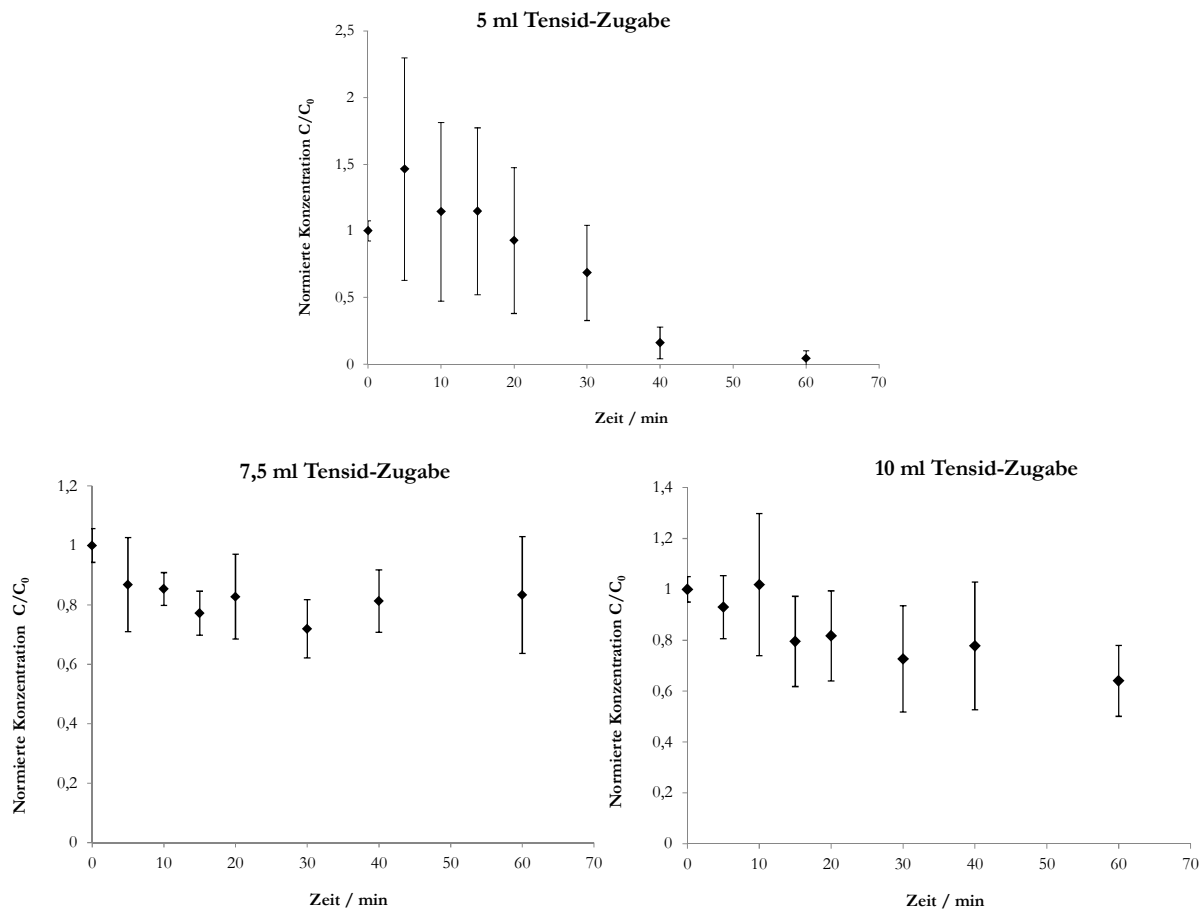 5 ml Tensid-Zugabe
Normierte Konzentration C/C₀
2,5
2
1,5
1
0,5
0
0 10 20 30 40 50 60 70
Zeit / min
7,5 ml Tensid-Zugabe
Normierte Konzentration C/C₀
1,2
1
0,8
0,6
0,4
0,2
0
0 10 20 30 40 50 60 70
Zeit / min
10 ml Tensid-Zugabe
Normierte Konzentration C/C₀
1,4
1,2
1
0,8
0,6
0,4
0,2
0
0 10 20 30 40 50 60 70
Zeit / min